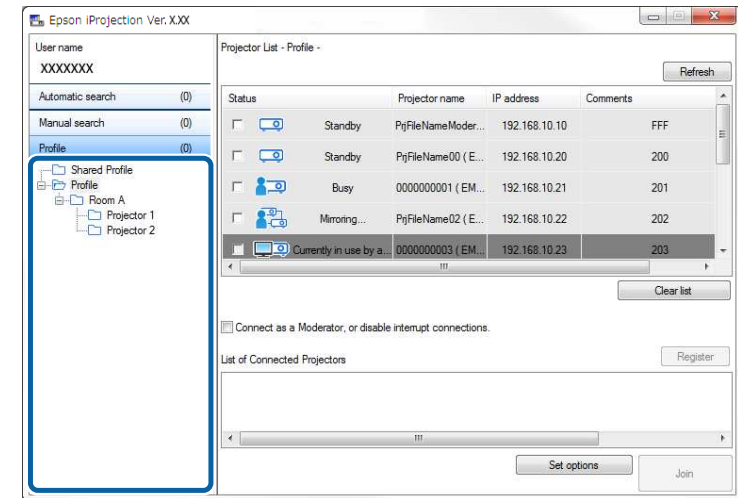 Epson iProjection Ver. X.XX
User name
XXXXXXX
Automatic search (0)
Manual search (0)
Profile (0)
Shared Profile
Profile
Room A
Projector 1
Projector 2
Projector List - Profile -
Refresh
Status Projector name IP address Comments
Standby PrjFileNameModer... 192.168.10.10 FFF
Standby PrjFileName00 ( E... 192.168.10.20 200
Busy 0000000001 ( EM... 192.168.10.21 201
Mirroring... PrjFileName02 ( E... 192.168.10.22 202
Currently in use by a... 0000000003 ( EM... 192.168.10.23 203
Clear list
Connect as a Moderator, or disable interrupt connections.
List of Connected Projectors
Register
Set options
Join